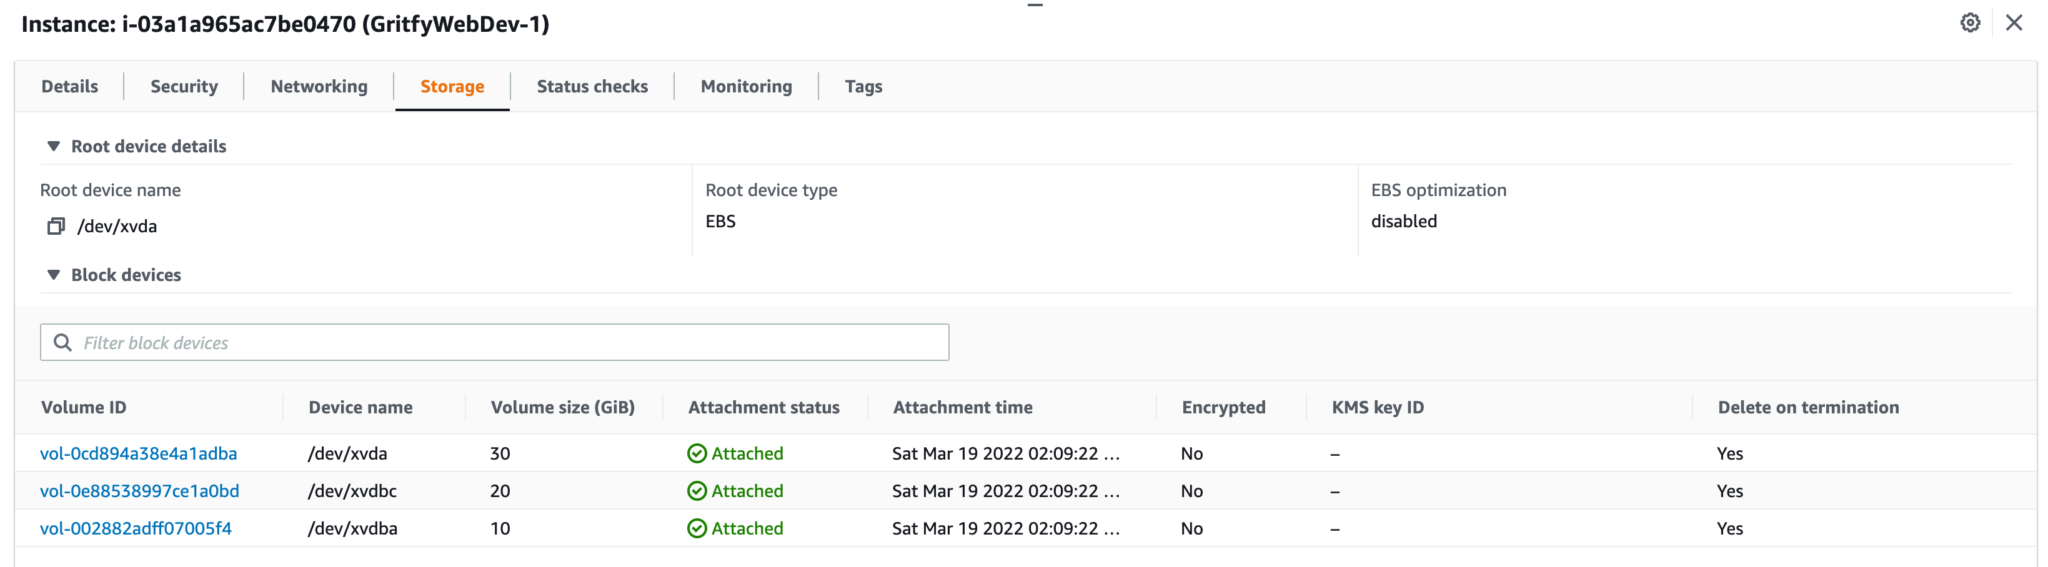 Instance: i-03a1a965ac7be0470 (GritfyWebDev-1)
Details Security Networking Storage Status checks Monitoring Tags
▼ Root device details
Root device name Root device type EBS optimization
/dev/xvda EBS disabled
▼ Block devices
Filter block devices
Volume ID Device name Volume size (GiB) Attachment status Attachment time Encrypted KMS key ID Delete on termination
vol-0cd894a38e4a1adba /dev/xvda 30 Attached Sat Mar 19 2022 02:09:22 ... No – Yes
vol-0e88538997ce1a0bd /dev/xvdbc 20 Attached Sat Mar 19 2022 02:09:22 ... No – Yes
vol-002882adff07005f4 /dev/xvdba 10 Attached Sat Mar 19 2022 02:09:22 ... No – Yes